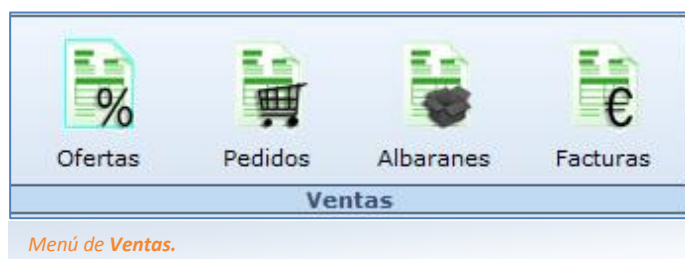 %
€
Ofertas Pedidos Albaranes Facturas
Ventas
Menú de Ventas.